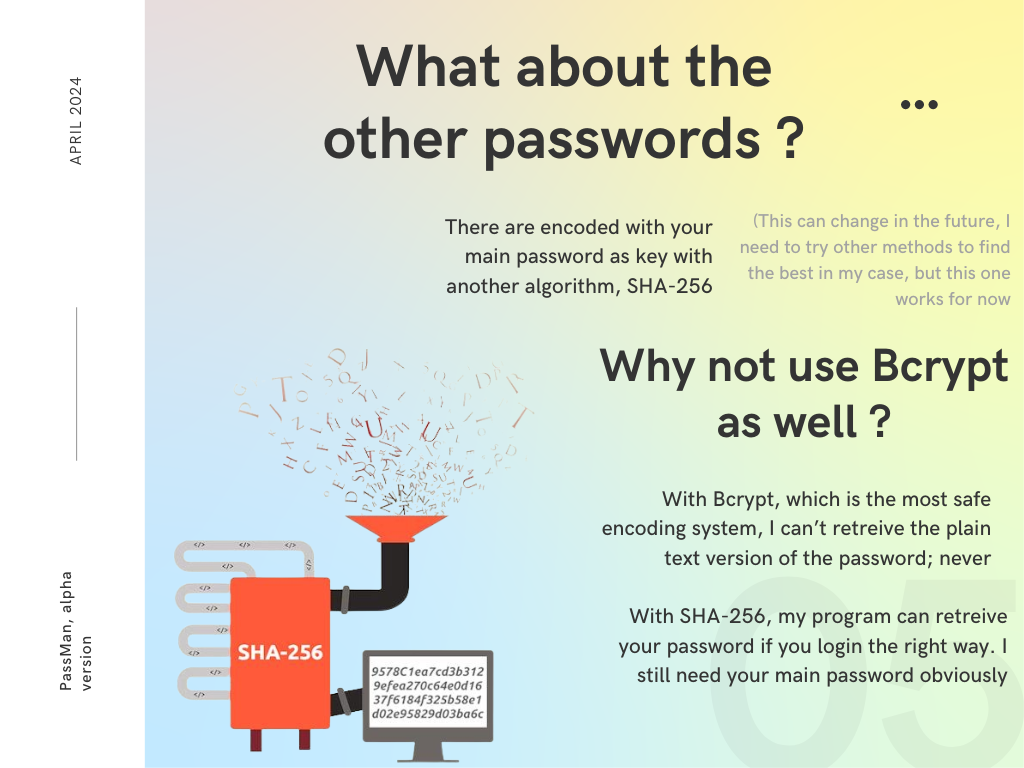 APRIL 2024
PassMan, alpha
version
What about the
other passwords ?
...
There are encoded with your
main password as key with
another algorithm, SHA-256
(This can change in the future, I
need to try other methods to find
the best in my case, but this one
works for now
Why not use Bcrypt
as well ?
With Bcrypt, which is the most safe
encoding system, I can’t retreive the plain
text version of the password; never
With SHA-256, my program can retreive
your password if you login the right way. I
still need your main password obviously
05
SHA-256
9578C1ea7cd3b312
9efea270c64e0d16
37f6184f325b58e1
d02e95829d03ba6c